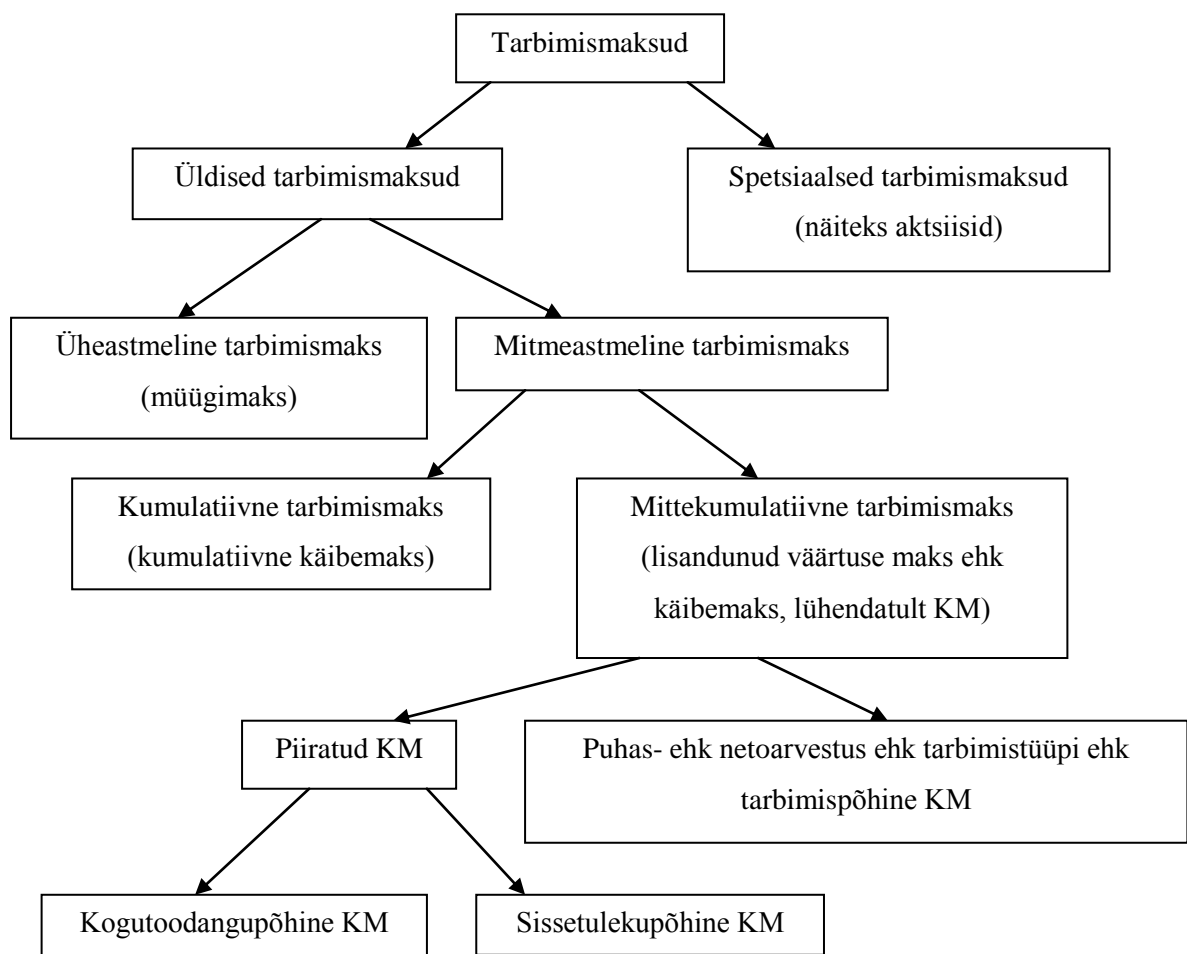 Tarbimismaksud
Üldised tarbimismaksud
Spetsiaalsed tarbimismaksud
(näiteks aktsiisid)
Üheastmeline tarbimismaks
(müügimaks)
Mitmeastmeline tarbimismaks
Kumulatiivne tarbimismaks
(kumulatiivne käibemaks)
Mittekumulatiivne tarbimismaks
(lisandunud väärtuse maks ehk
käibemaks, lühendatult KM)
Piiratud KM
Puhas- ehk netoarvestus ehk tarbimistüüpi ehk
tarbimispõhine KM
Kogutoodangupõhine KM
Sissetulekupõhine KM